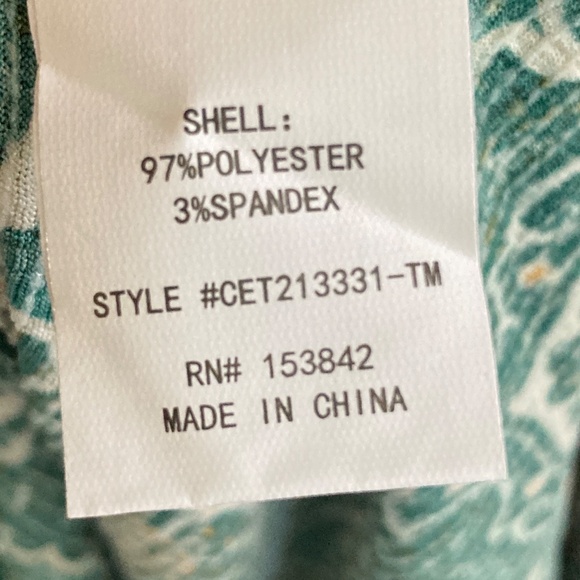 SHELL:
97%POLYESTER
3%SPANDEX
STYLE #CET213331-TM
RN# 153842
MADE IN CHINA